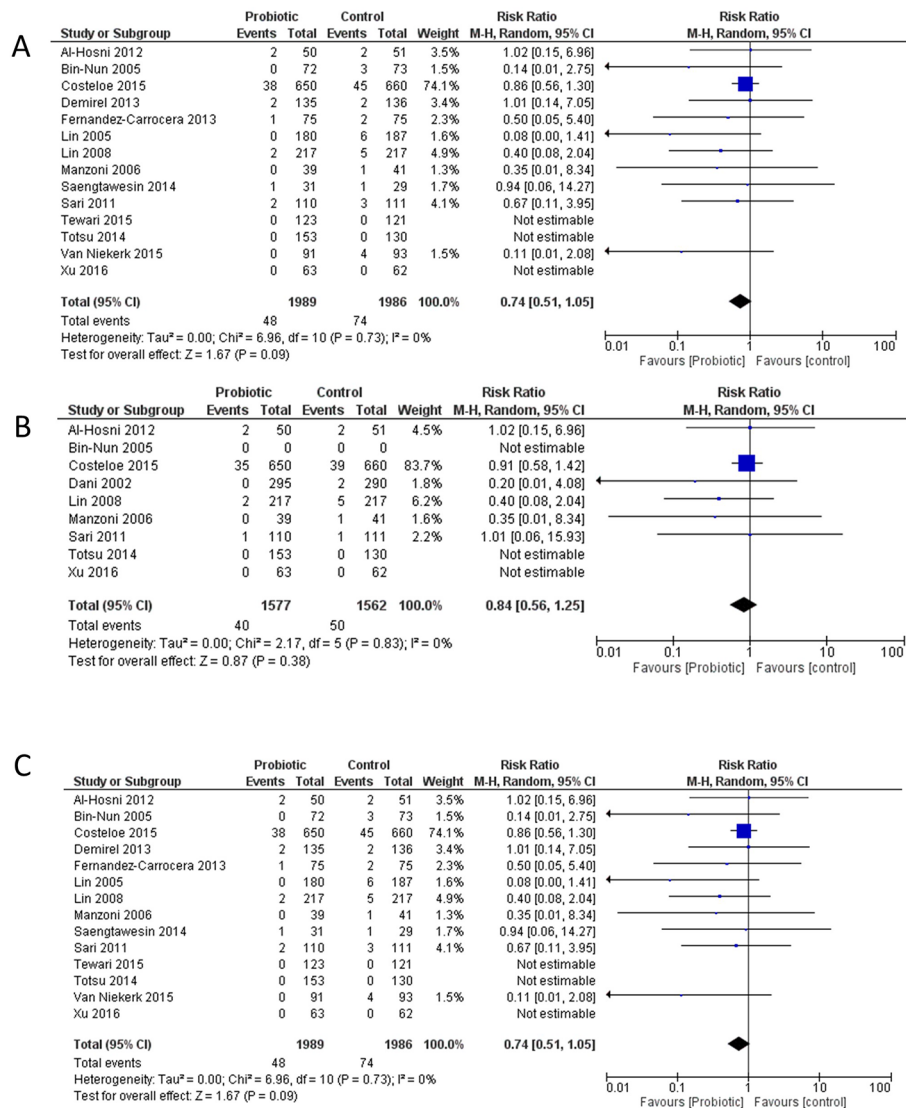 A
Probiotic Control Risk Ratio Risk Ratio
Study or Subgroup Events Total Events Total Weight M-H, Random, 95% CI M-H, Random, 95% CI
Al-Hosni 2012 2 50 2 51 3.5% 1.02 [0.15, 6.96]
Bin-Nun 2005 0 72 3 73 1.5% 0.14 [0.01, 2.75]
Costeloe 2015 38 650 45 660 74.1% 0.86 [0.56, 1.30]
Demirel 2013 2 135 2 136 3.4% 1.01 [0.14, 7.05]
Fernandez-Carrocera 2013 1 75 2 75 2.3% 0.50 [0.05, 5.40]
Lin 2005 0 180 6 187 1.6% 0.08 [0.00, 1.41]
Lin 2008 2 217 5 217 4.9% 0.40 [0.08, 2.04]
Manzoni 2006 0 39 1 41 1.3% 0.35 [0.01, 8.34]
Saengtawesin 2014 1 31 1 29 1.7% 0.94 [0.06, 14.27]
Sari 2011 2 110 3 111 4.1% 0.67 [0.11, 3.95]
Tewari 2015 0 123 0 121 Not estimable
Totsu 2014 0 153 0 130 Not estimable
Van Niekerk 2015 0 91 4 93 1.5% 0.11 [0.01, 2.08]
Xu 2016 0 63 0 62 Not estimable
Total (95% CI) 1989 1986 100.0% 0.74 [0.51, 1.05]
Total events 48 74
Heterogeneity: Tau² = 0.00; Chi² = 6.96, df = 10 (P = 0.73); I² = 0%
Test for overall effect: Z = 1.67 (P = 0.09)
0.01 0.1 1 10 100
Favours [Probiotic] Favours [control]
B
Probiotic Control Risk Ratio Risk Ratio
Study or Subgroup Events Total Events Total Weight M-H, Random, 95% CI M-H, Random, 95% CI
Al-Hosni 2012 2 50 2 51 4.5% 1.02 [0.15, 6.96]
Bin-Nun 2005 0 0 0 0 Not estimable
Costeloe 2015 35 650 39 660 83.7% 0.91 [0.58, 1.42]
Dani 2002 0 295 2 290 1.8% 0.20 [0.01, 4.08]
Lin 2008 2 217 5 217 6.2% 0.40 [0.08, 2.04]
Manzoni 2006 0 39 1 41 1.6% 0.35 [0.01, 8.34]
Sari 2011 1 110 1 111 2.2% 1.01 [0.06, 15.93]
Totsu 2014 0 153 0 130 Not estimable
Xu 2016 0 63 0 62 Not estimable
Total (95% CI) 1577 1562 100.0% 0.84 [0.56, 1.25]
Total events 40 50
Heterogeneity: Tau² = 0.00; Chi² = 2.17, df = 5 (P = 0.83); I² = 0%
Test for overall effect: Z = 0.87 (P = 0.38)
0.01 0.1 1 10 100
Favours [Probiotic] Favours [control]
C
Probiotic Control Risk Ratio Risk Ratio
Study or Subgroup Events Total Events Total Weight M-H, Random, 95% CI M-H, Random, 95% CI
Al-Hosni 2012 2 50 2 51 3.5% 1.02 [0.15, 6.96]
Bin-Nun 2005 0 72 3 73 1.5% 0.14 [0.01, 2.75]
Costeloe 2015 38 650 45 660 74.1% 0.86 [0.56, 1.30]
Demirel 2013 2 135 2 136 3.4% 1.01 [0.14, 7.05]
Fernandez-Carrocera 2013 1 75 2 75 2.3% 0.50 [0.05, 5.40]
Lin 2005 0 180 6 187 1.6% 0.08 [0.00, 1.41]
Lin 2008 2 217 5 217 4.9% 0.40 [0.08, 2.04]
Manzoni 2006 0 39 1 41 1.3% 0.35 [0.01, 8.34]
Saengtawesin 2014 1 31 1 29 1.7% 0.94 [0.06, 14.27]
Sari 2011 2 110 3 111 4.1% 0.67 [0.11, 3.95]
Tewari 2015 0 123 0 121 Not estimable
Totsu 2014 0 153 0 130 Not estimable
Van Niekerk 2015 0 91 4 93 1.5% 0.11 [0.01, 2.08]
Xu 2016 0 63 0 62 Not estimable
Total (95% CI) 1989 1986 100.0% 0.74 [0.51, 1.05]
Total events 48 74
Heterogeneity: Tau² = 0.00; Chi² = 6.96, df = 10 (P = 0.73); I² = 0%
Test for overall effect: Z = 1.67 (P = 0.09)
0.01 0.1 1 10 100
Favours [Probiotic] Favours [control]